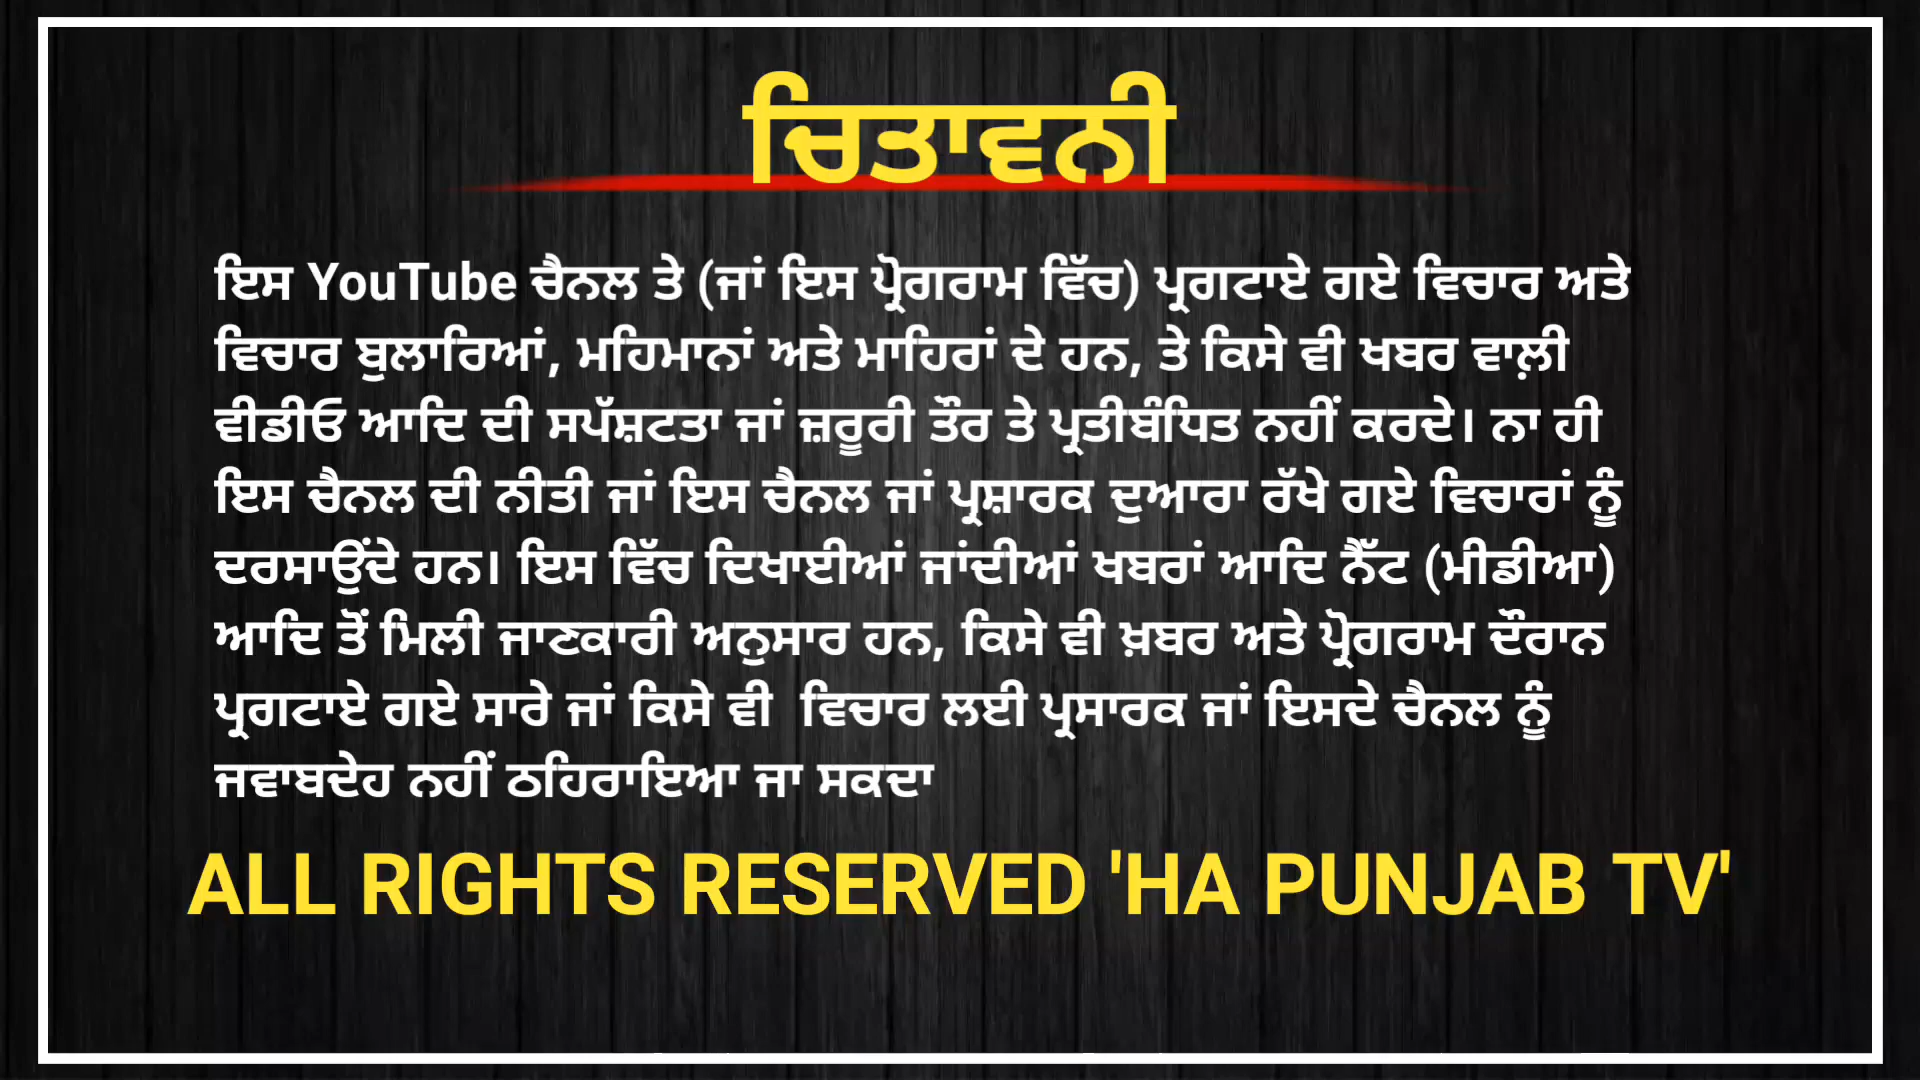 ਚਿਤਾਵਨੀ
ਇਸ YouTube ਚੈਨਲ ਤੇ (ਜਾਂ ਇਸ ਪ੍ਰੋਗਰਾਮ ਵਿੱਚ) ਪ੍ਰਗਟਾਏ ਗਏ ਵਿਚਾਰ ਅਤੇ
ਵਿਚਾਰ ਬੁਲਾਰਿਆਂ, ਮਹਿਮਾਨਾਂ ਅਤੇ ਮਾਹਿਰਾਂ ਦੇ ਹਨ, ਤੇ ਕਿਸੇ ਵੀ ਖਬਰ ਵਾਲ਼ੀ
ਵੀਡੀਓ ਆਦਿ ਦੀ ਸਪੱਸ਼ਟਤਾ ਜਾਂ ਜ਼ਰੂਰੀ ਤੌਰ ਤੇ ਪ੍ਰਤੀਬੰਧਿਤ ਨਹੀਂ ਕਰਦੇ। ਨਾ ਹੀ
ਇਸ ਚੈਨਲ ਦੀ ਨੀਤੀ ਜਾਂ ਇਸ ਚੈਨਲ ਜਾਂ ਪ੍ਰਸ਼ਾਰਕ ਦੁਆਰਾ ਰੱਖੇ ਗਏ ਵਿਚਾਰਾਂ ਨੂੰ
ਦਰਸਾਉਂਦੇ ਹਨ। ਇਸ ਵਿੱਚ ਦਿਖਾਈਆਂ ਜਾਂਦੀਆਂ ਖਬਰਾਂ ਆਦਿ ਨੈੱਟ (ਮੀਡੀਆ)
ਆਦਿ ਤੋਂ ਮਿਲੀ ਜਾਣਕਾਰੀ ਅਨੁਸਾਰ ਹਨ, ਕਿਸੇ ਵੀ ਖ਼ਬਰ ਅਤੇ ਪ੍ਰੋਗਰਾਮ ਦੌਰਾਨ
ਪ੍ਰਗਟਾਏ ਗਏ ਸਾਰੇ ਜਾਂ ਕਿਸੇ ਵੀ  ਵਿਚਾਰ ਲਈ ਪ੍ਰਸਾਰਕ ਜਾਂ ਇਸਦੇ ਚੈਨਲ ਨੂੰ
ਜਵਾਬਦੇਹ ਨਹੀਂ ਠਹਿਰਾਇਆ ਜਾ ਸਕਦਾ
ALL RIGHTS RESERVED 'HA PUNJAB TV'